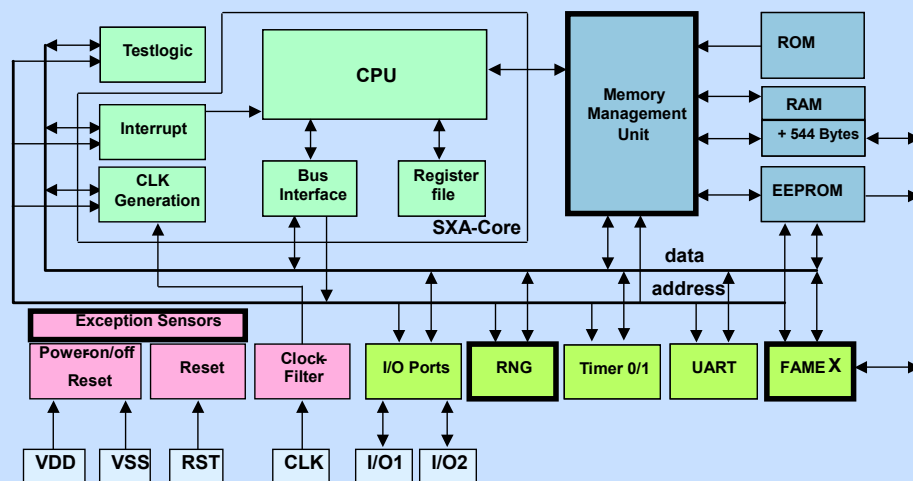 Testlogic
CPU
ROM
Memory
Management
Unit
Interrupt
RAM
+ 544 Bytes
CLK
Generation
Bus
Interface
Register
file
EEPROM
SXA-Core
data
address
Exception Sensors
Power-on/off
Reset
Reset
Clock-
Filter
I/O Ports
RNG
Timer 0/1
UART
FAME X
VDD
VSS
RST
CLK
I/O1
I/O2